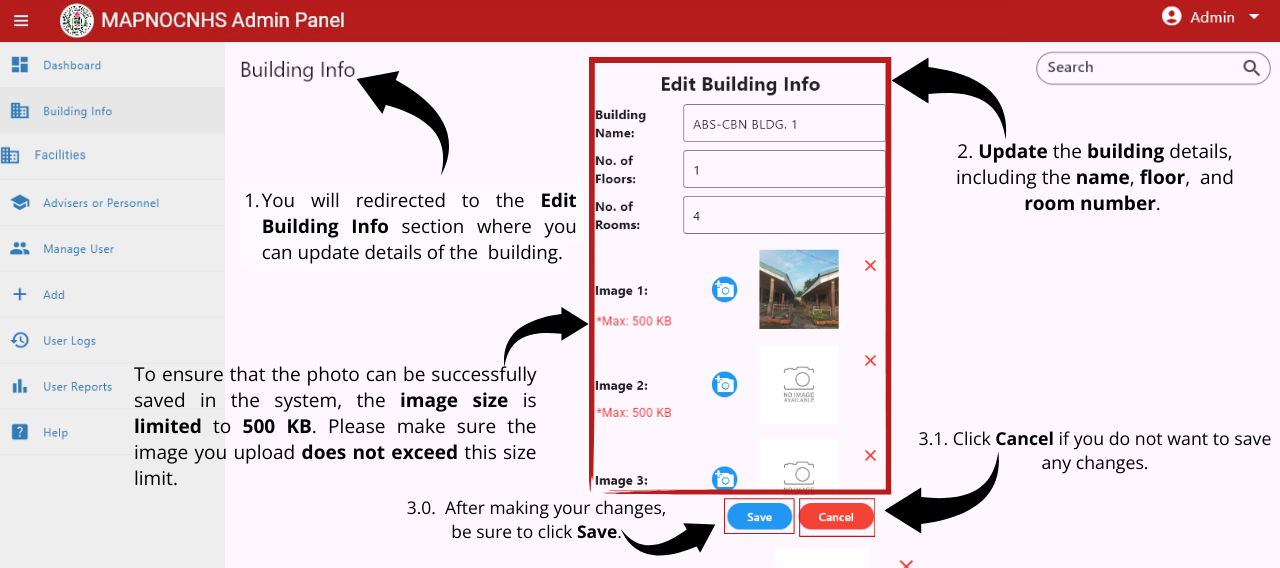 MAPNOCNHS Admin Panel
Admin
Dashboard
Building Info
Facilities
Advisers or Personnel
Manage User
Add
User Logs
User Reports
Help
Building Info
Search
1. You will redirected to the Edit
Building Info section where you
can update details of the building.
Edit Building Info
Building
Name:
ABS-CBN BLDG. 1
No. of
Floors:
1
No. of
Rooms:
4
Image 1:
*Max: 500 KB
Image 2:
*Max: 500 KB
NO IMAGE
AVAILABLE
Image 3:
NO IMAGE
2. Update the building details,
including the name, floor, and
room number.
To ensure that the photo can be successfully
saved in the system, the image size is
limited to 500 KB. Please make sure the
image you upload does not exceed this size
limit.
3.0. After making your changes,
be sure to click Save.
Save
Cancel
3.1. Click Cancel if you do not want to save
any changes.